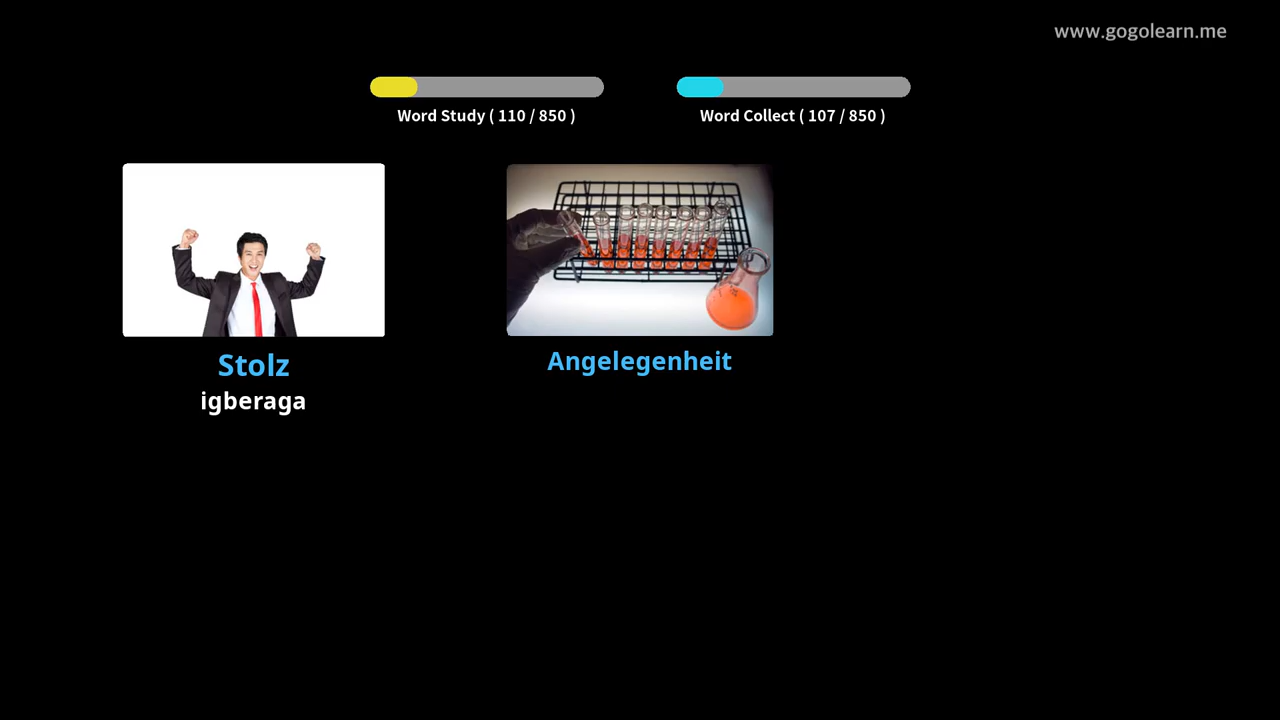 www.gogolearn.me
Word Study ( 110 / 850 )
Word Collect ( 107 / 850 )
Stolz
igberaga
Angelegenheit